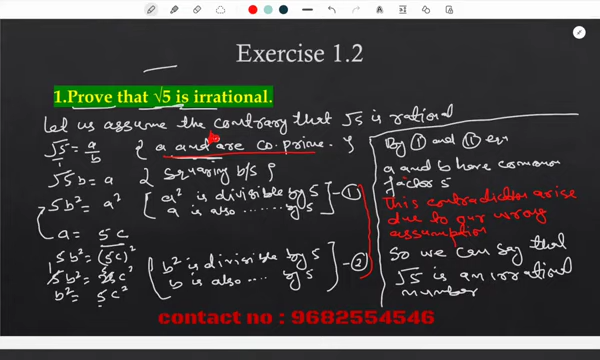 Exercise 1.2
1.Prove that √5 is irrational.
Let us assume the contrary that √5 is rational
√5 = a/b { a and are co.prime. }
√5b = a } Squaring b/s }
5b² = a² [ a² is divisible by 5
a is also ........ by 5 ] -①
a = 5c
5b² = (5c)² [ b² is divisible by 5
5b² = 25c² b is also .... by 5 ] -②
b² = 5c²
By ① and ⑪ eqn
a and b have common
factor 5
This contradiction arise
due to our wrong
assumption
So we can say that
√5 is an irrational
number
contact no : 9682554546